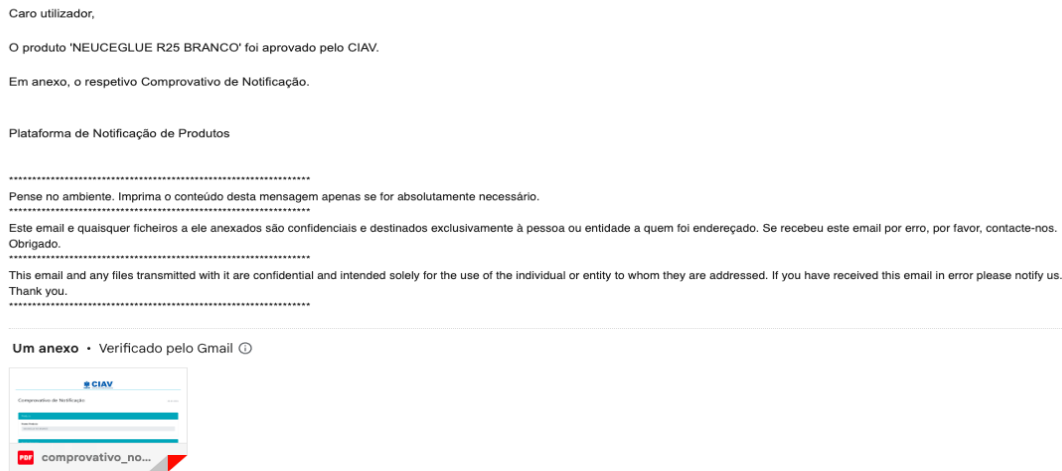 Caro utilizador,
O produto 'NEUCEGLUE R25 BRANCO' foi aprovado pelo CIAV.
Em anexo, o respetivo Comprovativo de Notificação.
Plataforma de Notificação de Produtos
*****************************************************************
Pense no ambiente. Imprima o conteúdo desta mensagem apenas se for absolutamente necessário.
*****************************************************************
Este email e quaisquer ficheiros a ele anexados são confidenciais e destinados exclusivamente à pessoa ou entidade a quem foi endereçado. Se recebeu este email por erro, por favor, contacte-nos.
Obrigado.
*****************************************************************
This email and any files transmitted with it are confidential and intended solely for the use of the individual or entity to whom they are addressed. If you have received this email in error please notify us.
Thank you.
*****************************************************************
Um anexo • Verificado pelo Gmail
CIAV
Comprovativo de Notificação
PDF comprovativo_no...